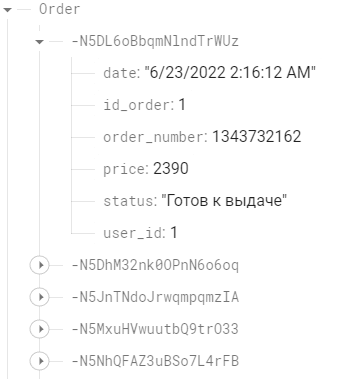 Order
-N5DL6oBbqmNlndTrWUz
date: "6/23/2022 2:16:12 AM"
id_order: 1
order_number: 1343732162
price: 2390
status: "Готов к выдаче"
user_id: 1
-N5DhM32nk0OPnN6o6oq
-N5JnTNdoJrwqmpqmzIA
-N5MxuHVwuutbQ9trO33
-N5NhQFAZ3uBSo7L4rFB